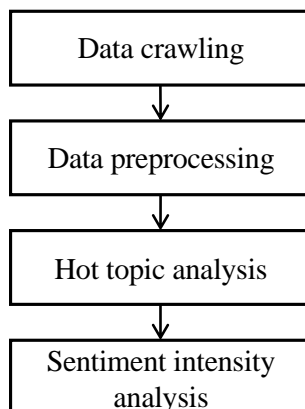 Data crawling
Data preprocessing
Hot topic analysis
Sentiment intensity
analysis